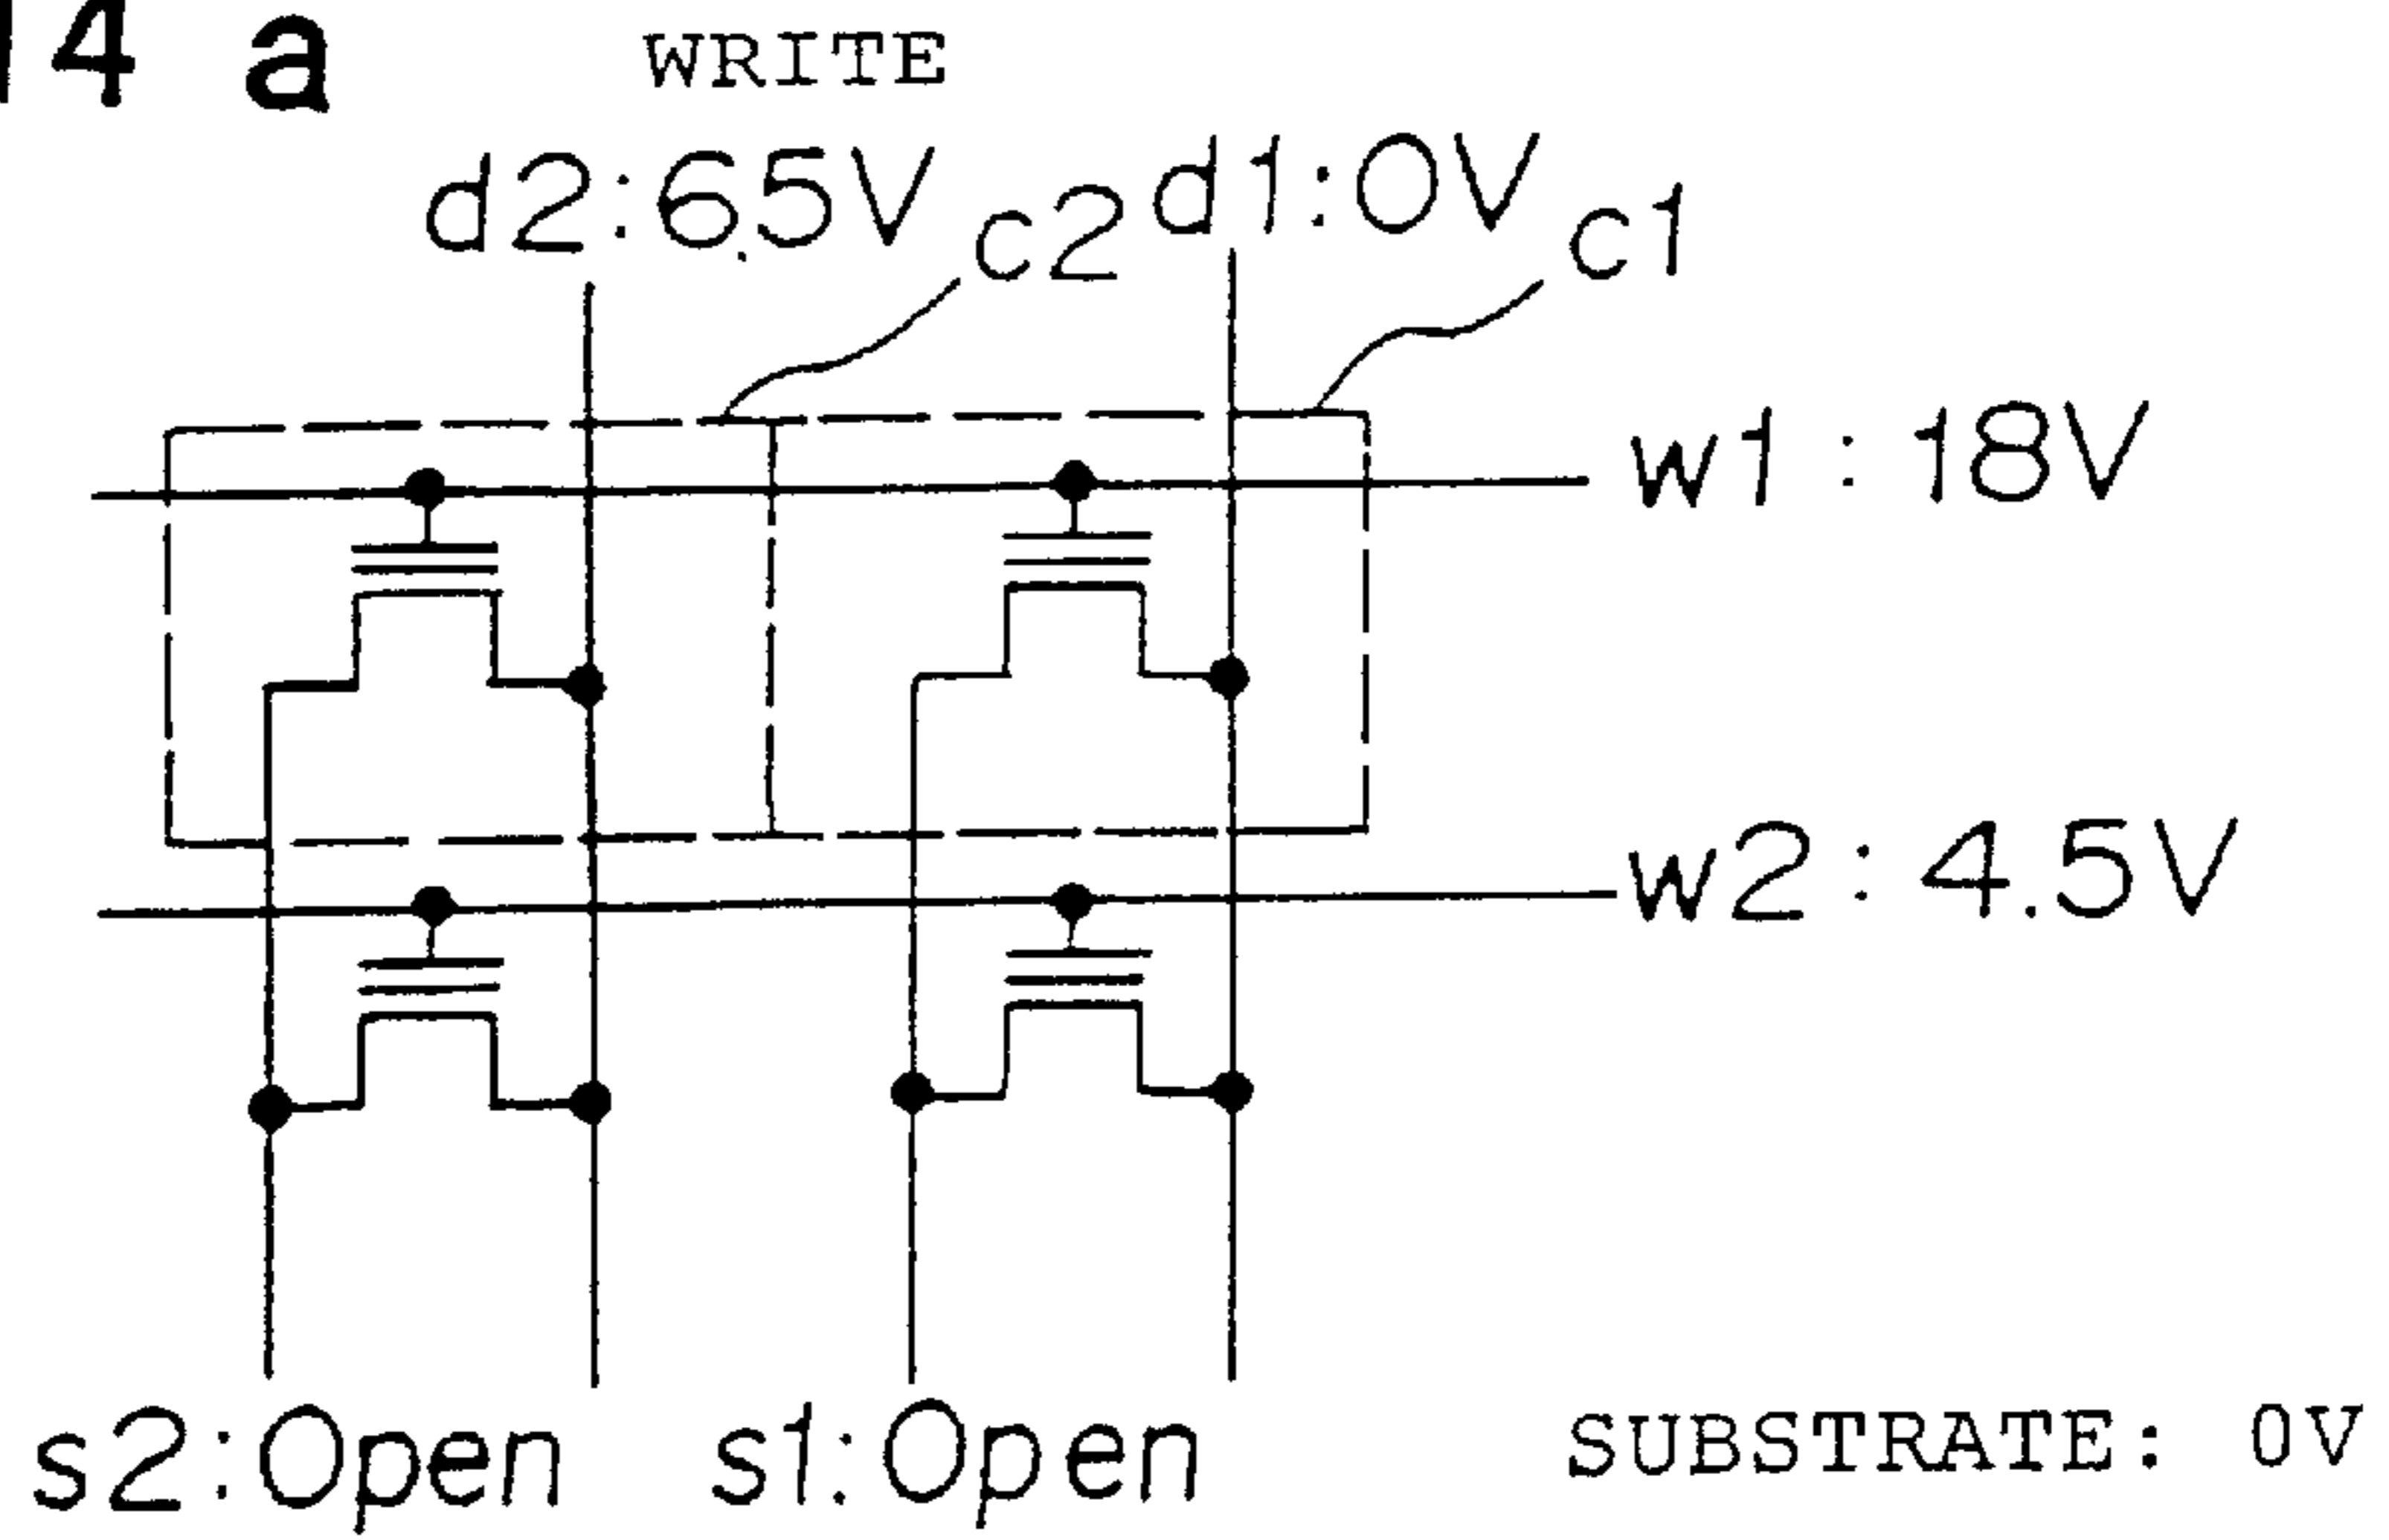 4 a
WRITE
d2:6.5V
d1:0V
c2
c1
w1:18V
w2:4.5V
s2:Open
s1:Open
SUBSTRATE: 0V